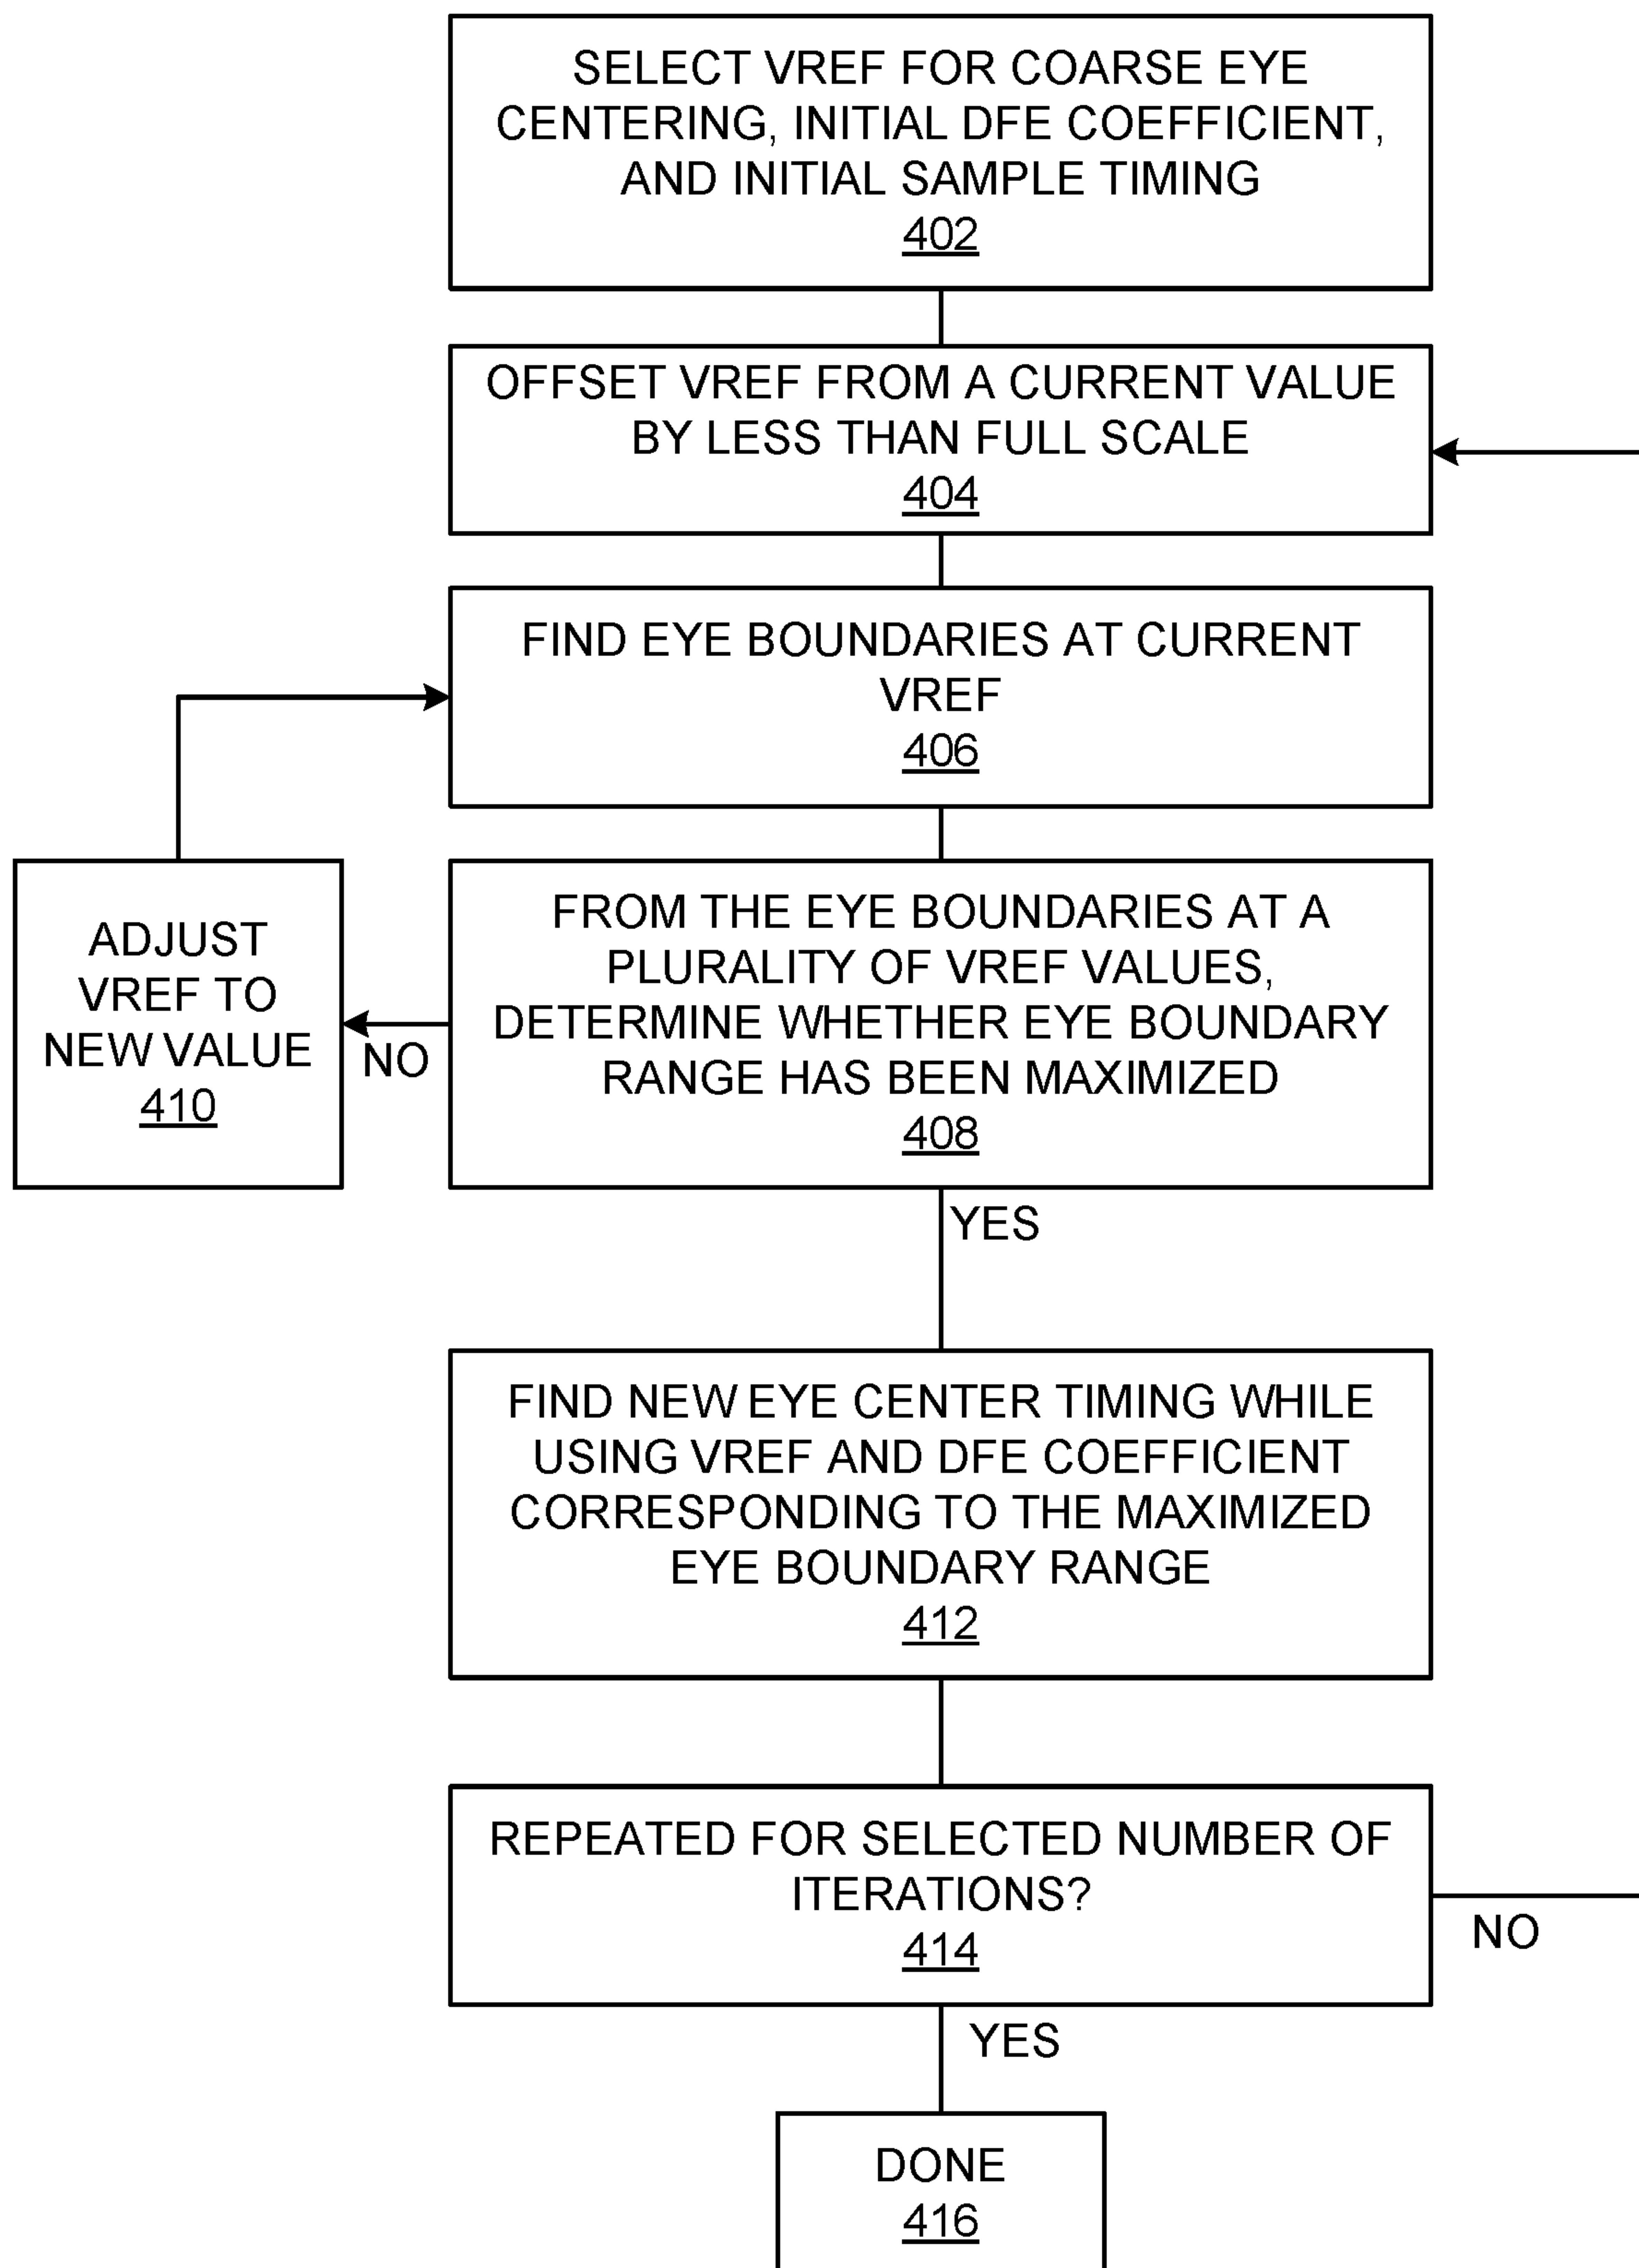 SELECT VREF FOR COARSE EYE
CENTERING, INITIAL DFE COEFFICIENT,
AND INITIAL SAMPLE TIMING
402
OFFSET VREF FROM A CURRENT VALUE
BY LESS THAN FULL SCALE
404
FIND EYE BOUNDARIES AT CURRENT
VREF
406
FROM THE EYE BOUNDARIES AT A
PLURALITY OF VREF VALUES,
DETERMINE WHETHER EYE BOUNDARY
RANGE HAS BEEN MAXIMIZED
408
NO
ADJUST
VREF TO
NEW VALUE
410
YES
FIND NEW EYE CENTER TIMING WHILE
USING VREF AND DFE COEFFICIENT
CORRESPONDING TO THE MAXIMIZED
EYE BOUNDARY RANGE
412
REPEATED FOR SELECTED NUMBER OF
ITERATIONS?
414
NO
YES
DONE
416